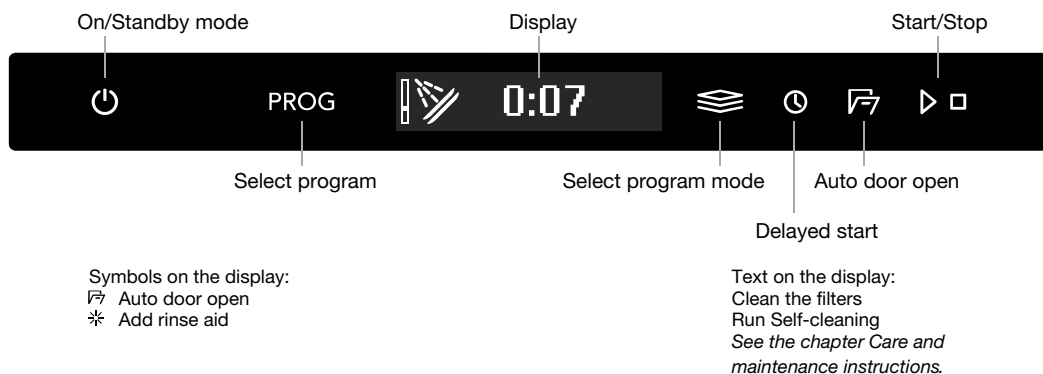 On/Standby mode
Display
Start/Stop
PROG
0:07
Select program
Select program mode
Auto door open
Delayed start
Symbols on the display:
Auto door open
Add rinse aid
Text on the display:
Clean the filters
Run Self-cleaning
See the chapter Care and
maintenance instructions.